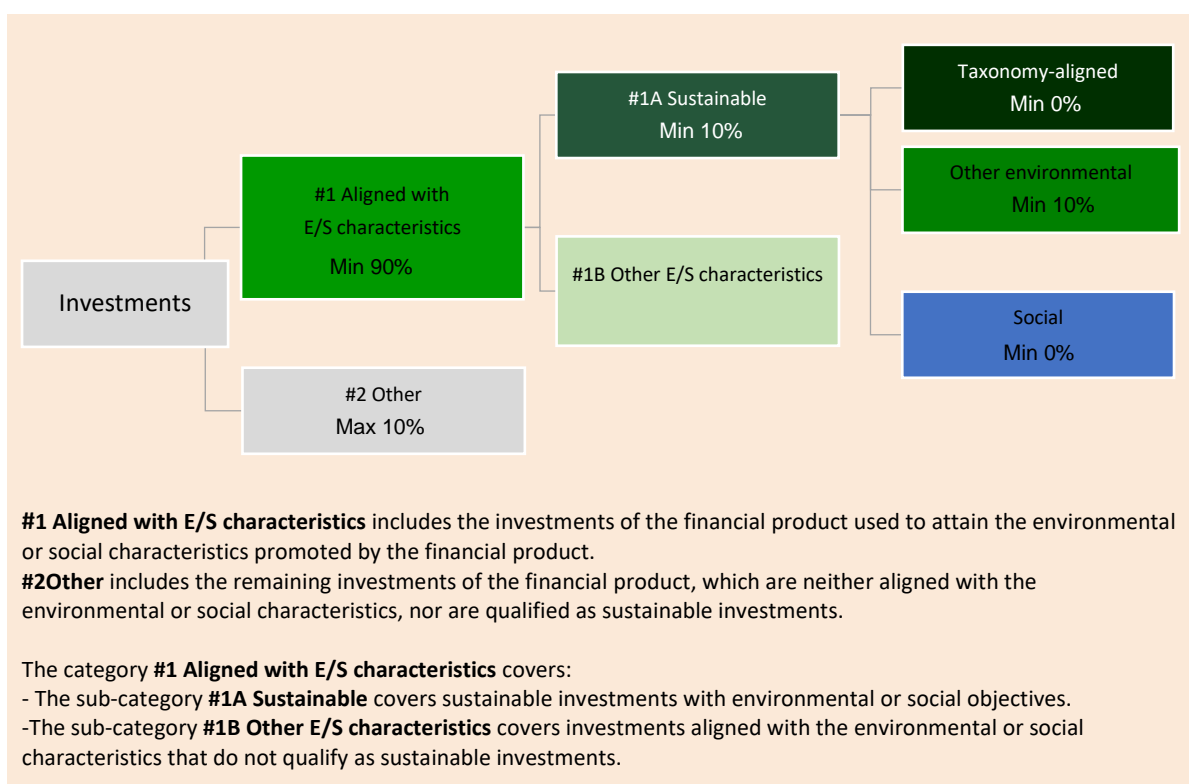 Investments
#1 Aligned with
E/S characteristics
Min 90%
#2 Other
Max 10%
#1A Sustainable
Min 10%
#1B Other E/S characteristics
Taxonomy-aligned
Min 0%
Other environmental
Min 10%
Social
Min 0%
#1 Aligned with E/S characteristics includes the investments of the financial product used to attain the environmental
or social characteristics promoted by the financial product.
#2Other includes the remaining investments of the financial product, which are neither aligned with the
environmental or social characteristics, nor are qualified as sustainable investments.
The category #1 Aligned with E/S characteristics covers:
- The sub-category #1A Sustainable covers sustainable investments with environmental or social objectives.
-The sub-category #1B Other E/S characteristics covers investments aligned with the environmental or social
characteristics that do not qualify as sustainable investments.